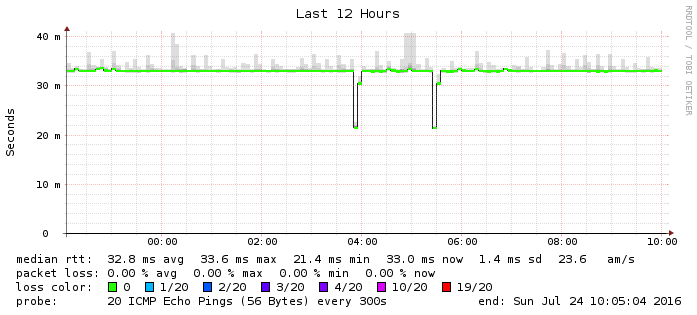 Last 12 Hours
RRDTOOL / TOBI OETIKER
Seconds
40 m
30 m
20 m
10 m
0
00:00 02:00 04:00 06:00 08:00 10:00
median rtt: 32.8 ms avg 33.6 ms max 21.4 ms min 33.0 ms now 1.4 ms sd 23.6 am/s
packet loss: 0.00 % avg 0.00 % max 0.00 % min 0.00 % now
loss color: 0 1/20 2/20 3/20 4/20 10/20 19/20
probe: 20 ICMP Echo Pings (56 Bytes) every 300s end: Sun Jul 24 10:05:04 2016